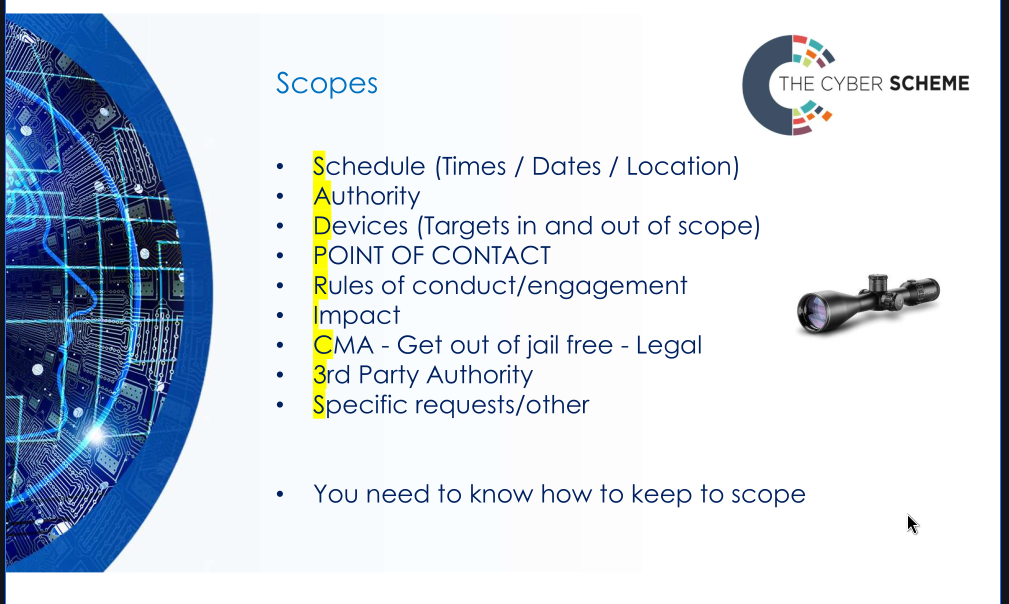 Scopes
THE CYBER SCHEME
• Schedule (Times / Dates / Location)
• Authority
• Devices (Targets in and out of scope)
• POINT OF CONTACT
• Rules of conduct/engagement
• Impact
• CMA - Get out of jail free - Legal
• 3rd Party Authority
• Specific requests/other
• You need to know how to keep to scope